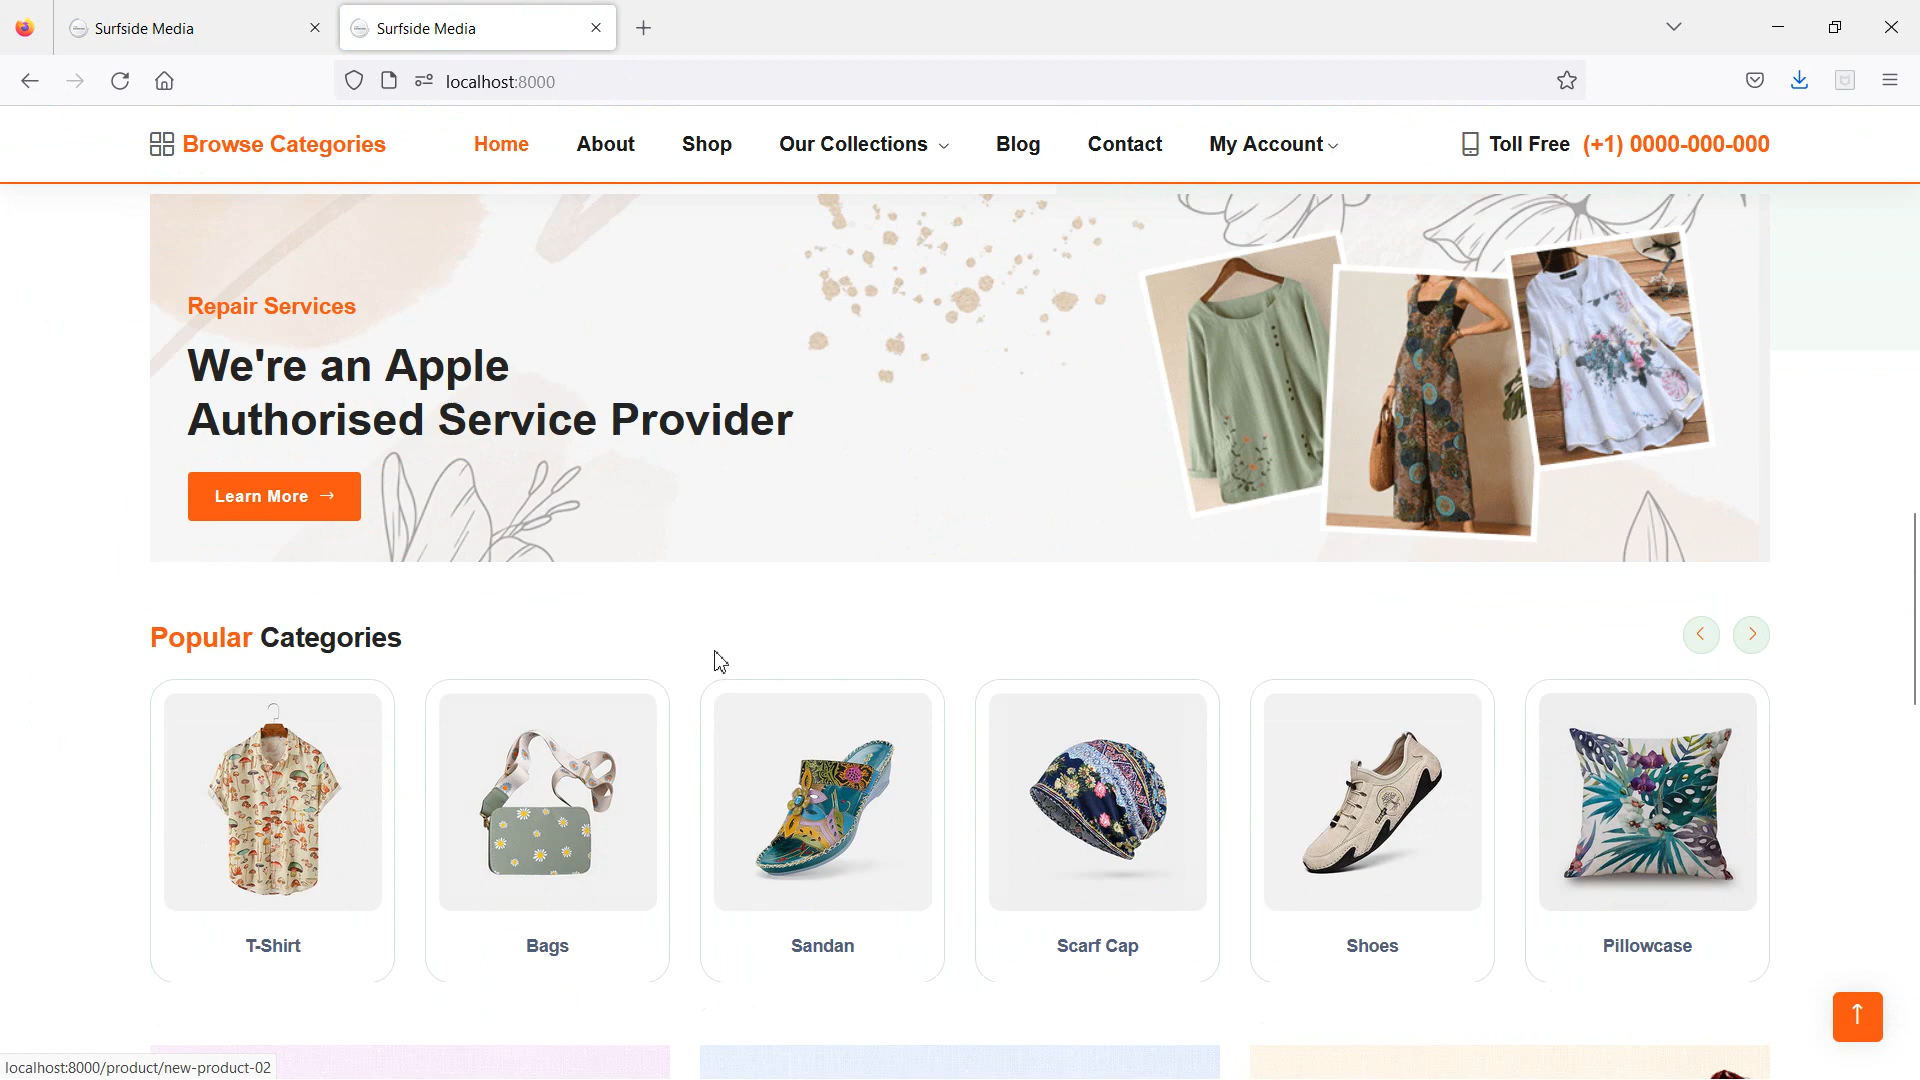 Surfside Media
Surfside Media
localhost:8000
Browse Categories
Home
About
Shop
Our Collections
Blog
Contact
My Account
Toll Free (+1) 0000-000-000
Repair Services
We're an Apple
Authorised Service Provider
Learn More →
Popular Categories
T-Shirt
Bags
Sandan
Scarf Cap
Shoes
Pillowcase
localhost:8000/product/new-product-02